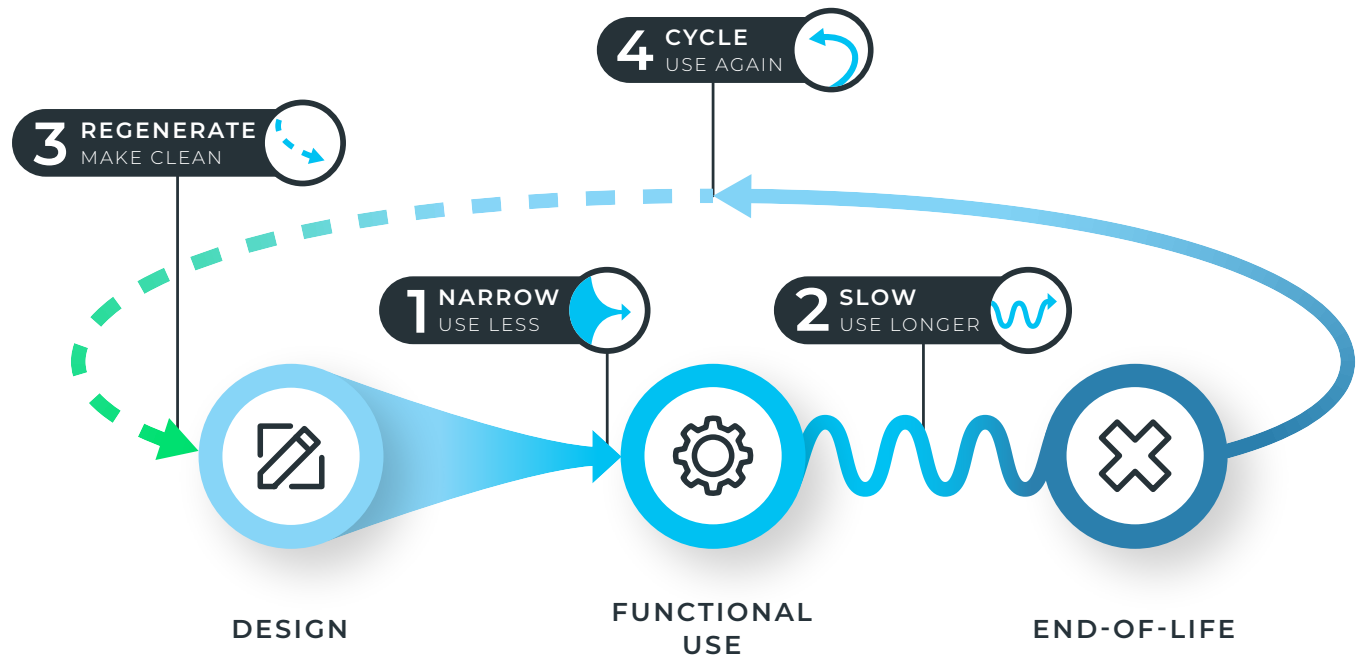 4 CYCLE
USE AGAIN
3 REGENERATE
MAKE CLEAN
1 NARROW
USE LESS
2 SLOW
USE LONGER
DESIGN
FUNCTIONAL
USE
END-OF-LIFE